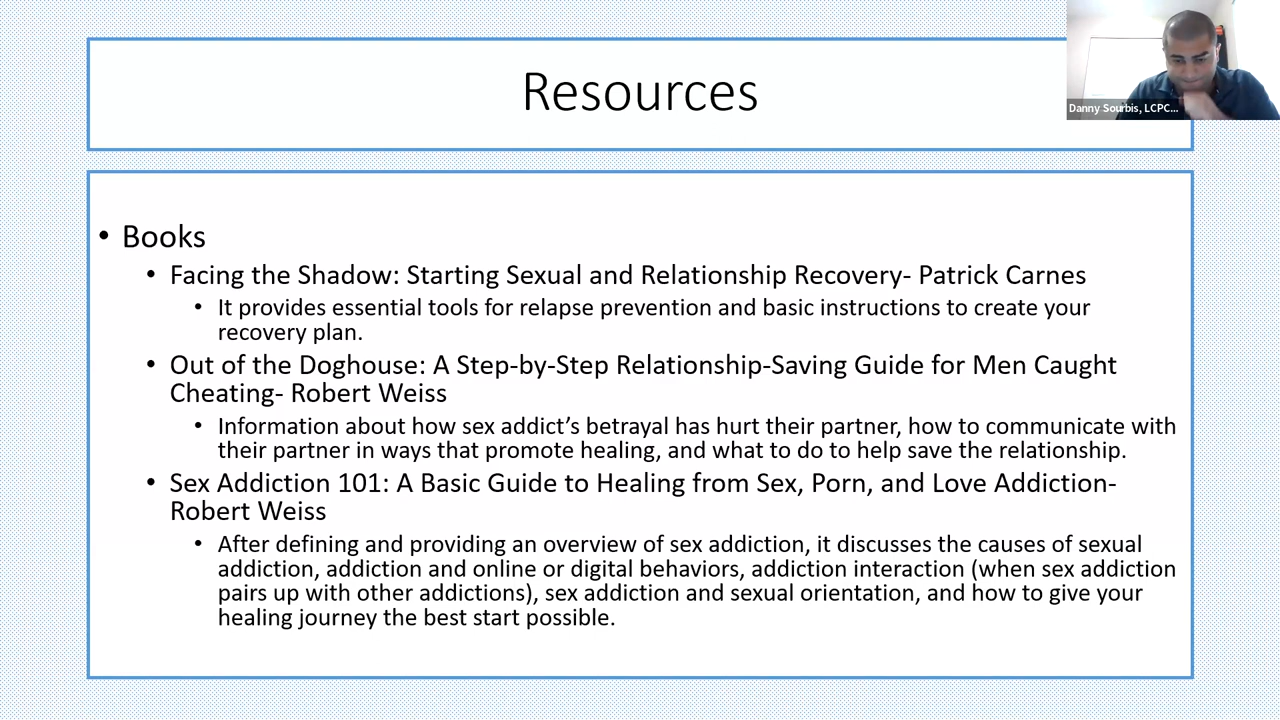 Resources
Danny Sourbis, LCPC...
• Books
• Facing the Shadow: Starting Sexual and Relationship Recovery- Patrick Carnes
• It provides essential tools for relapse prevention and basic instructions to create your
recovery plan.
• Out of the Doghouse: A Step-by-Step Relationship-Saving Guide for Men Caught
Cheating- Robert Weiss
• Information about how sex addict’s betrayal has hurt their partner, how to communicate with
their partner in ways that promote healing, and what to do to help save the relationship.
• Sex Addiction 101: A Basic Guide to Healing from Sex, Porn, and Love Addiction-
Robert Weiss
• After defining and providing an overview of sex addiction, it discusses the causes of sexual
addiction, addiction and online or digital behaviors, addiction interaction (when sex addiction
pairs up with other addictions), sex addiction and sexual orientation, and how to give your
healing journey the best start possible.